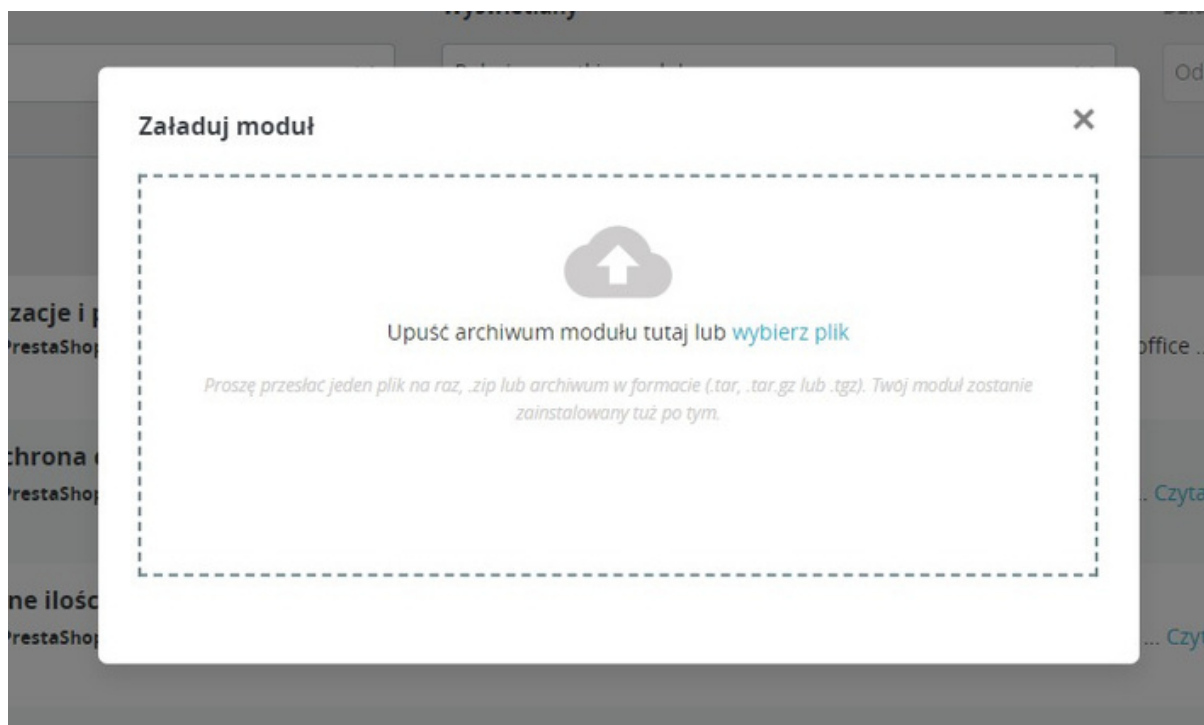 Załaduj moduł
Upuść archiwum modułu tutaj lub wybierz plik
Proszę przesłac jeden plik na raz, .zip lub archiwum w formacie (.tar, .tar.gz lub .tgz). Twój moduł zostanie
zainstalowany tuż po tym.
zacje i
PrestaShop
office ...
chrona
PrestaShop
... Czyta
ne ilośc
PrestaShop
... Czyt